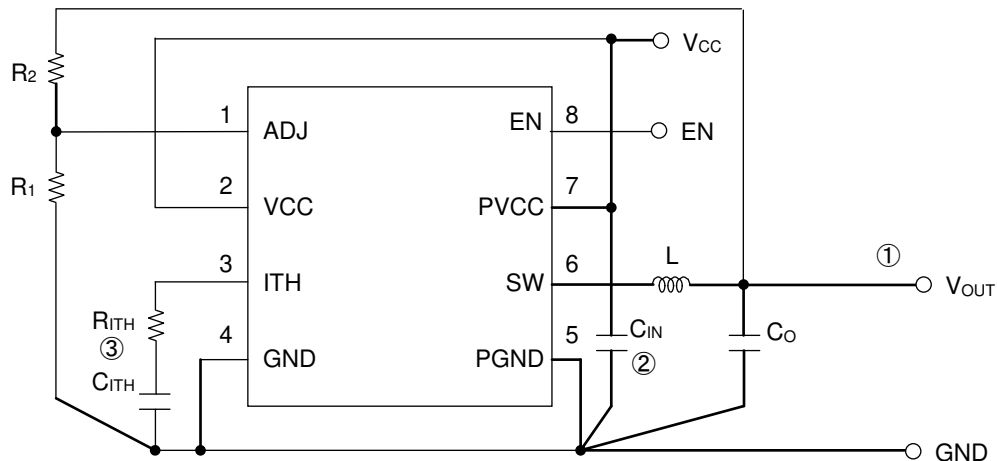 VCC
R2
1 ADJ EN 8 EN
R1
2 VCC PVCC 7
3 ITH SW 6 L ① VOUT
RITH
③
4 GND PGND 5 CIN CO
②
CITH
GND